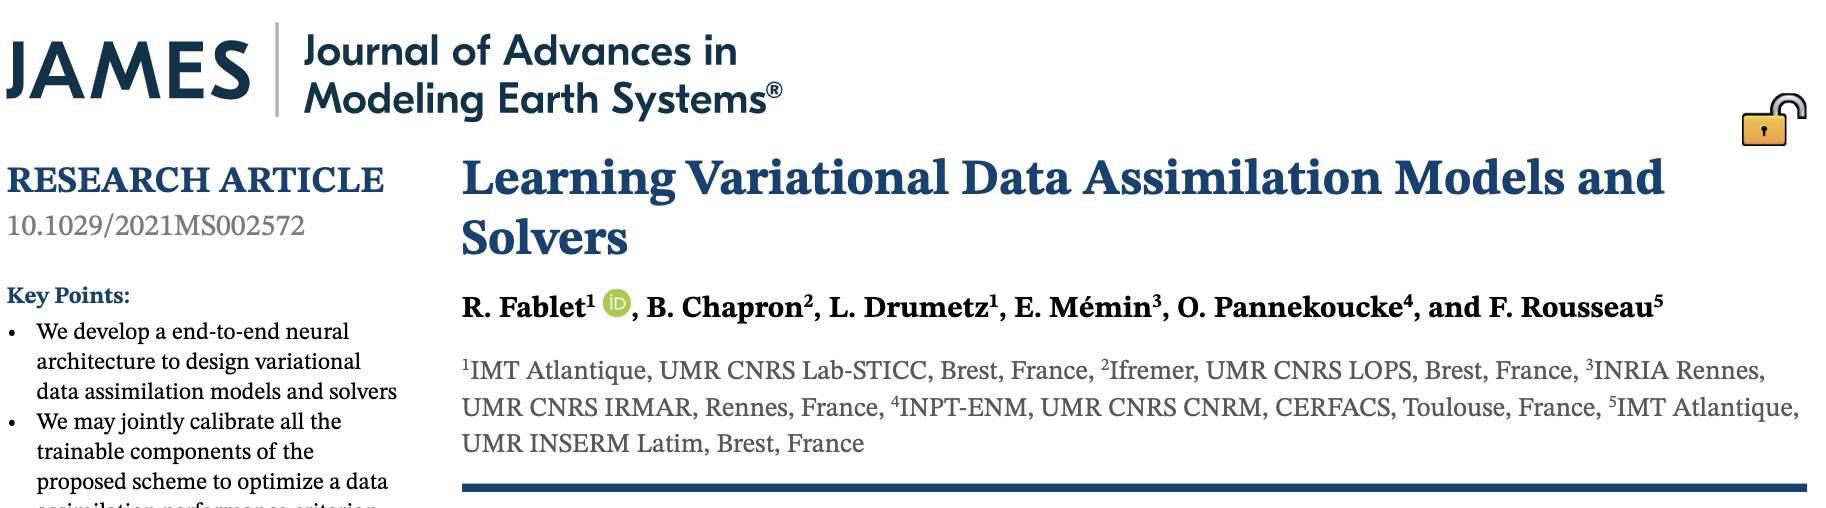 JAMES
Journal of Advances in
Modeling Earth Systems®
RESEARCH ARTICLE
10.1029/2021MS002572
Key Points:
• We develop a end-to-end neural
architecture to design variational
data assimilation models and solvers
• We may jointly calibrate all the
trainable components of the
proposed scheme to optimize a data
assimilation performance criterion
Learning Variational Data Assimilation Models and
Solvers
R. Fablet¹ iD, B. Chapron², L. Drumetz¹, E. Mémin³, O. Pannekoucke⁴, and F. Rousseau⁵
¹IMT Atlantique, UMR CNRS Lab-STICC, Brest, France, ²Ifremer, UMR CNRS LOPS, Brest, France, ³INRIA Rennes,
UMR CNRS IRMAR, Rennes, France, ⁴INPT-ENM, UMR CNRS CNRM, CERFACS, Toulouse, France, ⁵IMT Atlantique,
UMR INSERM Latim, Brest, France